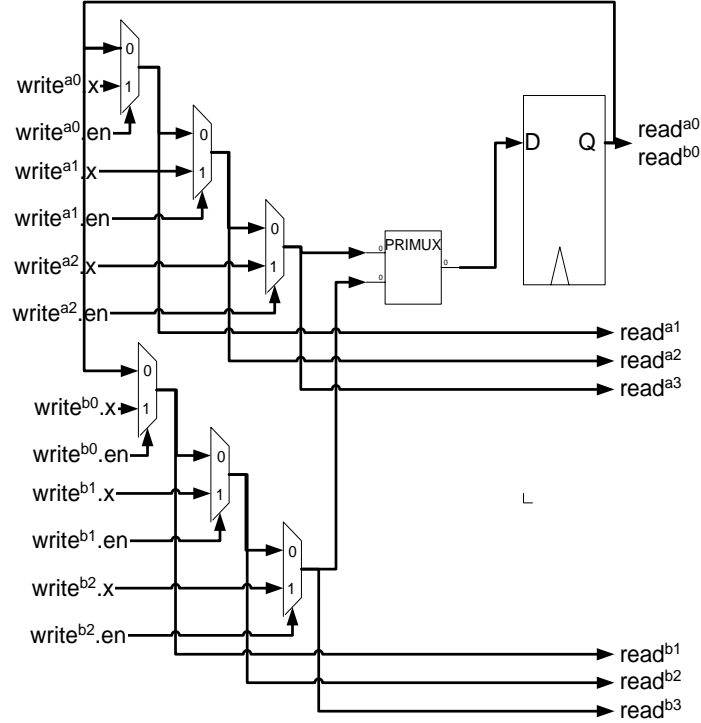 0
write^a0.x
1
write^a0.en
0
write^a1.x
1
write^a1.en
0
write^a2.x
1
write^a2.en
0
0
PRIMUX
0
D
Q
read^a0
read^b0
read^a1
read^a2
read^a3
0
write^b0.x
1
write^b0.en
0
write^b1.x
1
write^b1.en
0
write^b2.x
1
write^b2.en
read^b1
read^b2
read^b3